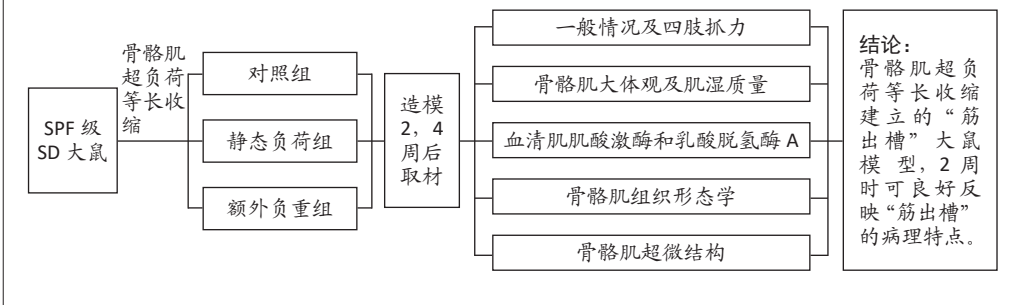 SPF 级
SD 大鼠
骨骼肌
超负荷
等长收
缩
对照组
静态负荷组
额外负重组
造模
2，4
周后
取材
一般情况及四肢抓力
骨骼肌大体观及肌湿质量
血清肌肌酸激酶和乳酸脱氢酶 A
骨骼肌组织形态学
骨骼肌超微结构
结论：
骨骼肌超负
荷等长收缩
建立的“筋
出槽”大鼠
模型，2 周
时可良好反
映“筋出槽”
的病理特点。